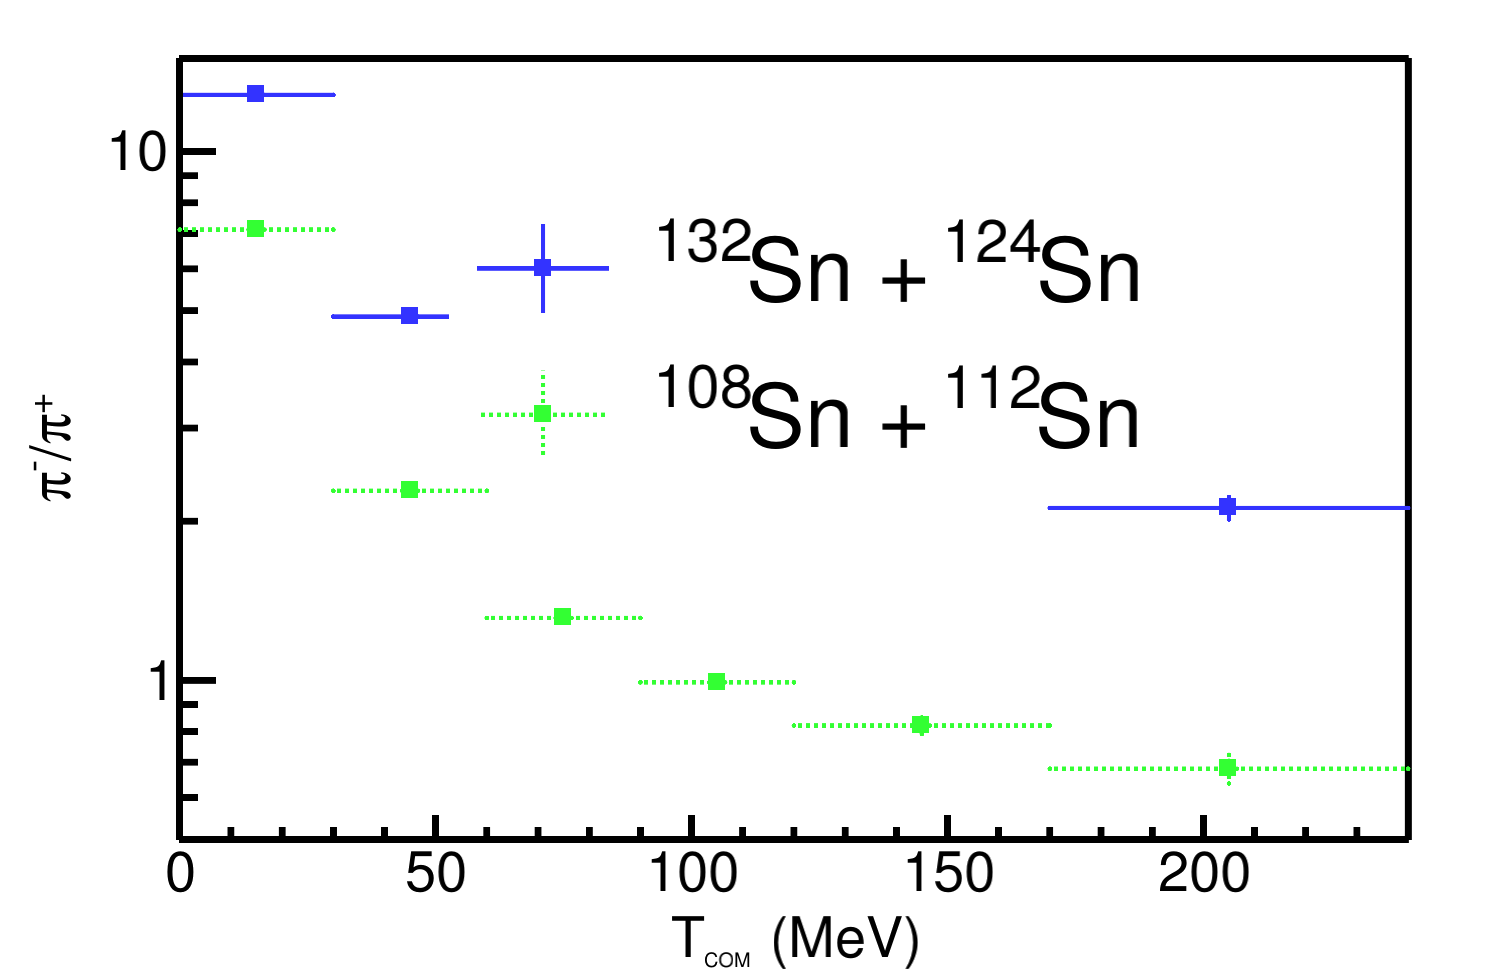 10
¹³²Sn + ¹²⁴Sn
¹⁰⁸Sn + ¹¹²Sn
π⁻/π⁺
1
0 50 100 150 200
T_COM (MeV)